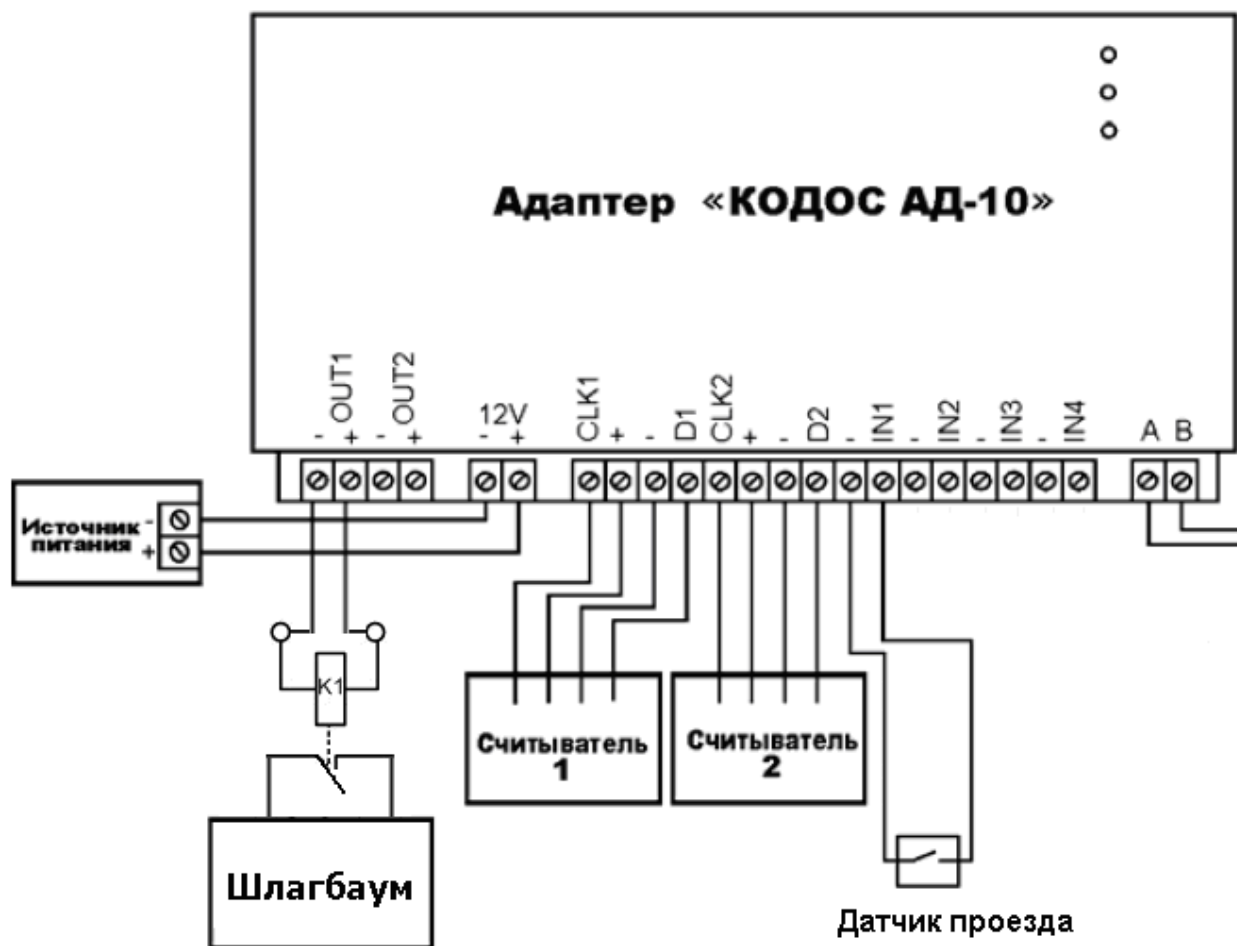 Адаптер «КОДОС АД-10»
- OUT1 + - OUT2 +
12V
- +
CLK1 + - D1 CLK2 + - D2 - IN1 - IN2 - IN3 - IN4
A B
Источник
питания
-
+
K1
Считыватель
1
Считыватель
2
Шлагбаум
Датчик проезда